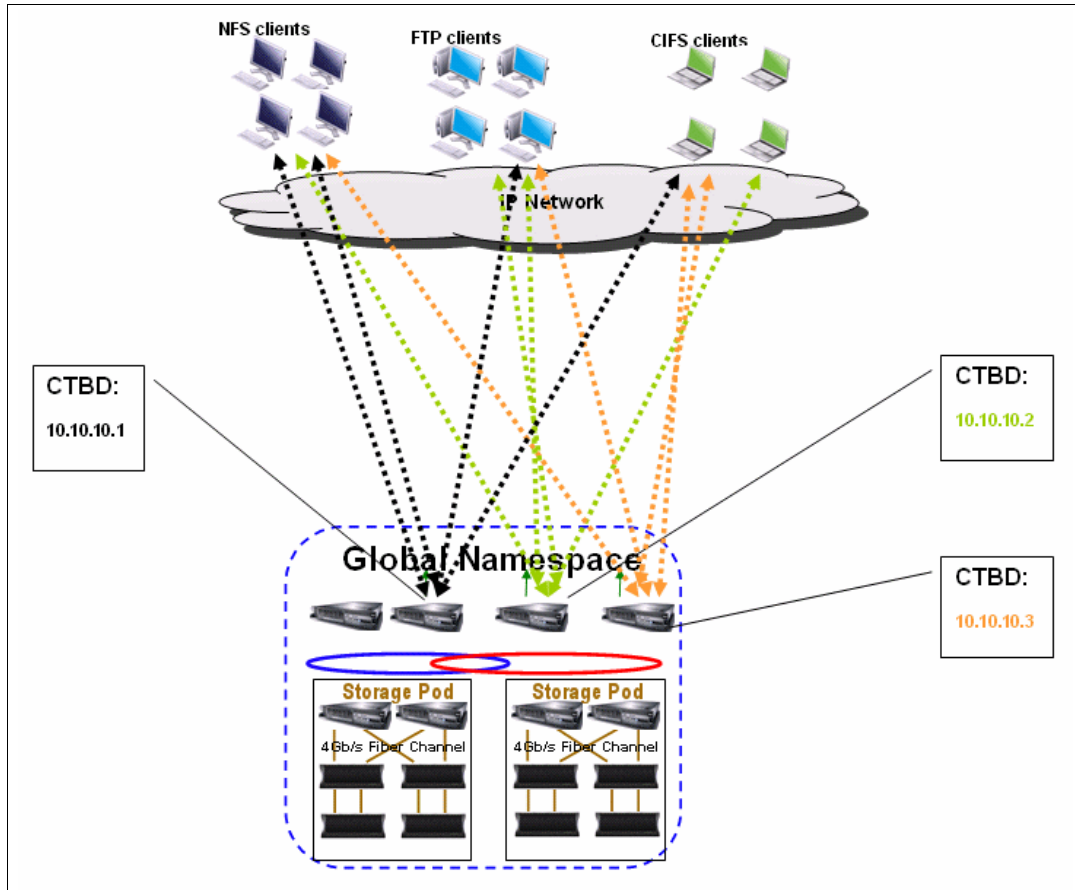 NFS clients
FTP clients
CIFS clients
IP Network
CTBD:
10.10.10.1
CTBD:
10.10.10.2
Global Namespace
CTBD:
10.10.10.3
Storage Pod
Storage Pod
4Gb/s Fiber Channel
4Gb/s Fiber Channel